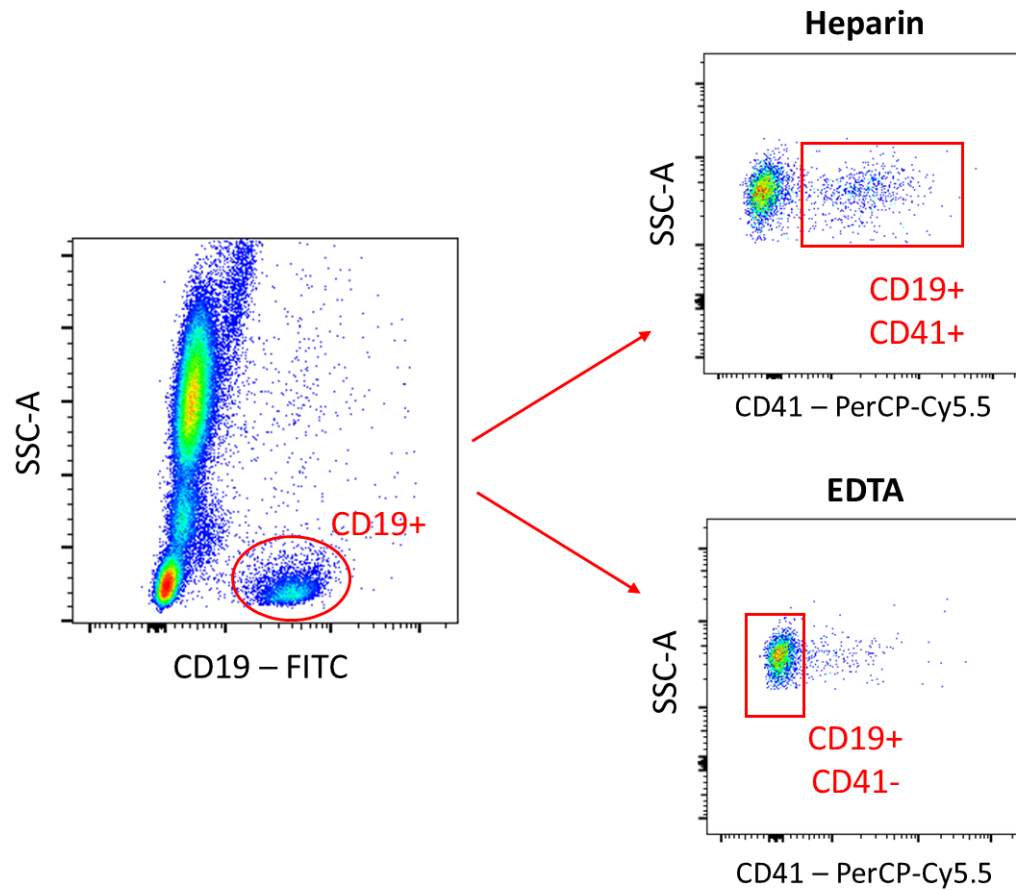 Heparin
SSC-A
CD19+
CD41+
CD41 – PerCP-Cy5.5
SSC-A
CD19+
CD19 – FITC
EDTA
SSC-A
CD19+
CD41-
CD41 – PerCP-Cy5.5